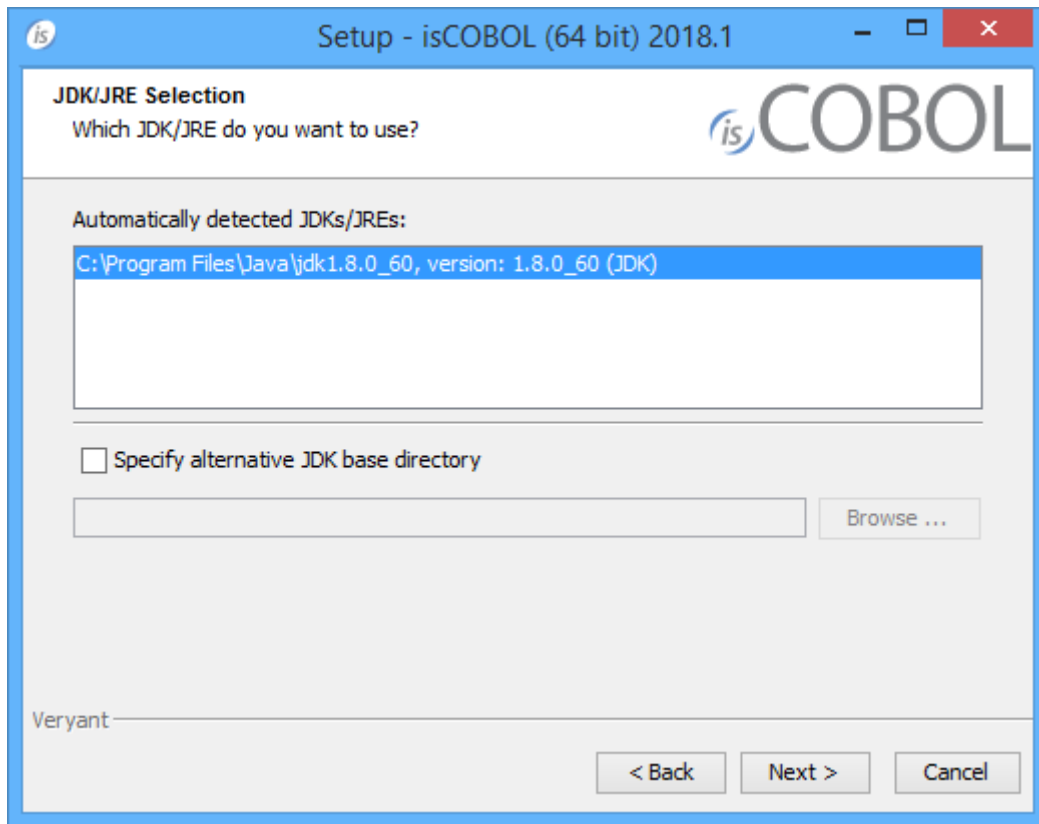 is
Setup - isCOBOL (64 bit) 2018.1
JDK/JRE Selection
Which JDK/JRE do you want to use?
isCOBOL
Automatically detected JDKs/JREs:
C:\Program Files\Java\jdk1.8.0_60, version: 1.8.0_60 (JDK)
Specify alternative JDK base directory
Browse ...
Veryant
< Back
Next >
Cancel